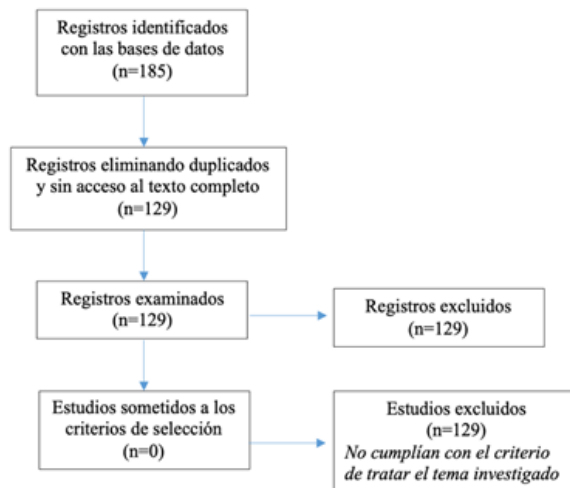 Registros identificados
con las bases de datos
(n=185)
Registros eliminando duplicados
y sin acceso al texto completo
(n=129)
Registros examinados
(n=129)
Registros excluidos
(n=129)
Estudios sometidos a los
criterios de selección
(n=0)
Estudios excluidos
(n=129)
No cumplían con el criterio
de tratar el tema investigado